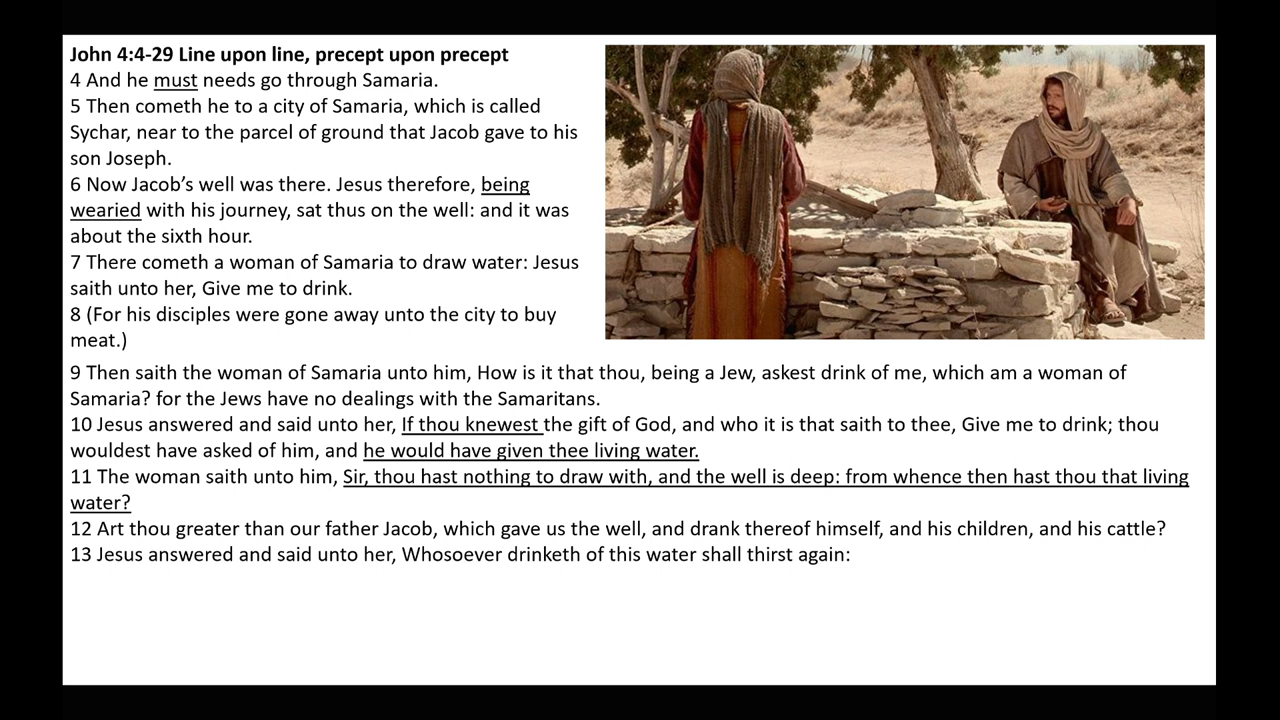 John 4:4-29 Line upon line, precept upon precept
4 And he must needs go through Samaria.
5 Then cometh he to a city of Samaria, which is called
Sychar, near to the parcel of ground that Jacob gave to his
son Joseph.
6 Now Jacob’s well was there. Jesus therefore, being
wearied with his journey, sat thus on the well: and it was
about the sixth hour.
7 There cometh a woman of Samaria to draw water: Jesus
saith unto her, Give me to drink.
8 (For his disciples were gone away unto the city to buy
meat.)
9 Then saith the woman of Samaria unto him, How is it that thou, being a Jew, askest drink of me, which am a woman of
Samaria? for the Jews have no dealings with the Samaritans.
10 Jesus answered and said unto her, If thou knewest the gift of God, and who it is that saith to thee, Give me to drink; thou
wouldest have asked of him, and he would have given thee living water.
11 The woman saith unto him, Sir, thou hast nothing to draw with, and the well is deep: from whence then hast thou that living
water?
12 Art thou greater than our father Jacob, which gave us the well, and drank thereof himself, and his children, and his cattle?
13 Jesus answered and said unto her, Whosoever drinketh of this water shall thirst again: